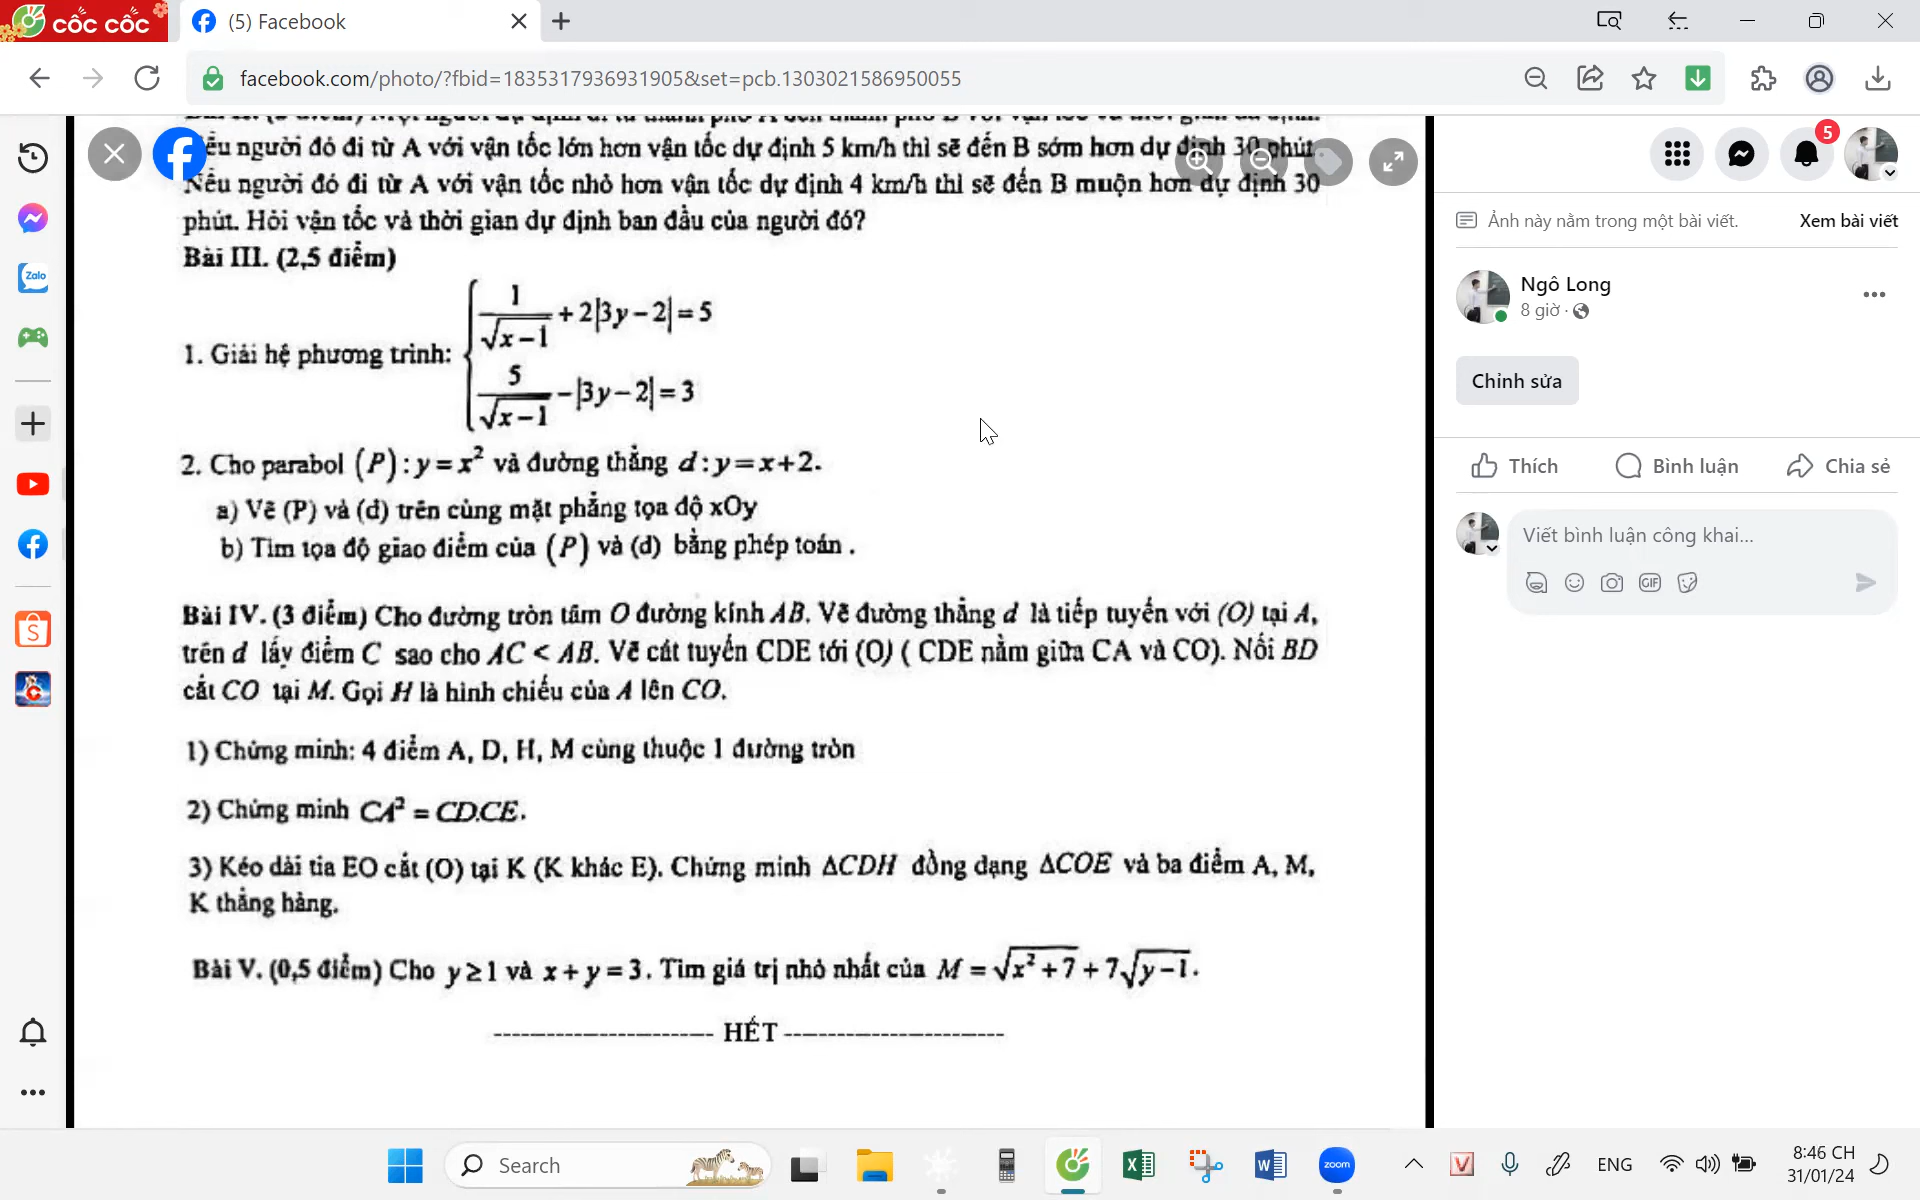 cốc cốc
(5) Facebook
facebook.com/photo/?fbid=1835317936931905&set=pcb.1303021586950055
người đó đi từ A với vận tốc lớn hơn vận tốc dự định 5 km/h thì sẽ đến B sớm hơn dự định 30 phút.
Nếu người đó đi từ A với vận tốc nhỏ hơn vận tốc dự định 4 km/h thì sẽ đến B muộn hơn dự định 30
phút. Hỏi vận tốc và thời gian dự định ban đầu của người đó?
Bài III. (2,5 điểm)
1. Giải hệ phương trình: { 1/√(x−1) + 2|3y−2| = 5
5/√(x−1) − |3y−2| = 3
2. Cho parabol (P): y = x² và đường thẳng d: y = x+2.
a) Vẽ (P) và (d) trên cùng mặt phẳng tọa độ xOy
b) Tìm tọa độ giao điểm của (P) và (d) bằng phép toán .
Bài IV. (3 điểm) Cho đường tròn tâm O đường kính AB. Vẽ đường thẳng d là tiếp tuyến với (O) tại A,
trên d lấy điểm C sao cho AC < AB. Vẽ cát tuyến CDE tới (O) ( CDE nằm giữa CA và CO). Nối BD
cắt CO tại M. Gọi H là hình chiếu của A lên CO.
1) Chứng minh: 4 điểm A, D, H, M cùng thuộc 1 đường tròn
2) Chứng minh CA² = CD.CE.
3) Kéo dài tia EO cắt (O) tại K (K khác E). Chứng minh ΔCDH đồng dạng ΔCOE và ba điểm A, M,
K thẳng hàng.
Bài V. (0,5 điểm) Cho y ≥ 1 và x + y = 3. Tìm giá trị nhỏ nhất của M = √(x²+7) + 7√(y−1).
------------------------ HẾT ------------------------
5
Ảnh này nằm trong một bài viết. Xem bài viết
Ngô Long
8 giờ ·
Chỉnh sửa
Thích Bình luận Chia sẻ
Viết bình luận công khai...
GIF
Zalo
Search
zoom
ENG
8:46 CH
31/01/24